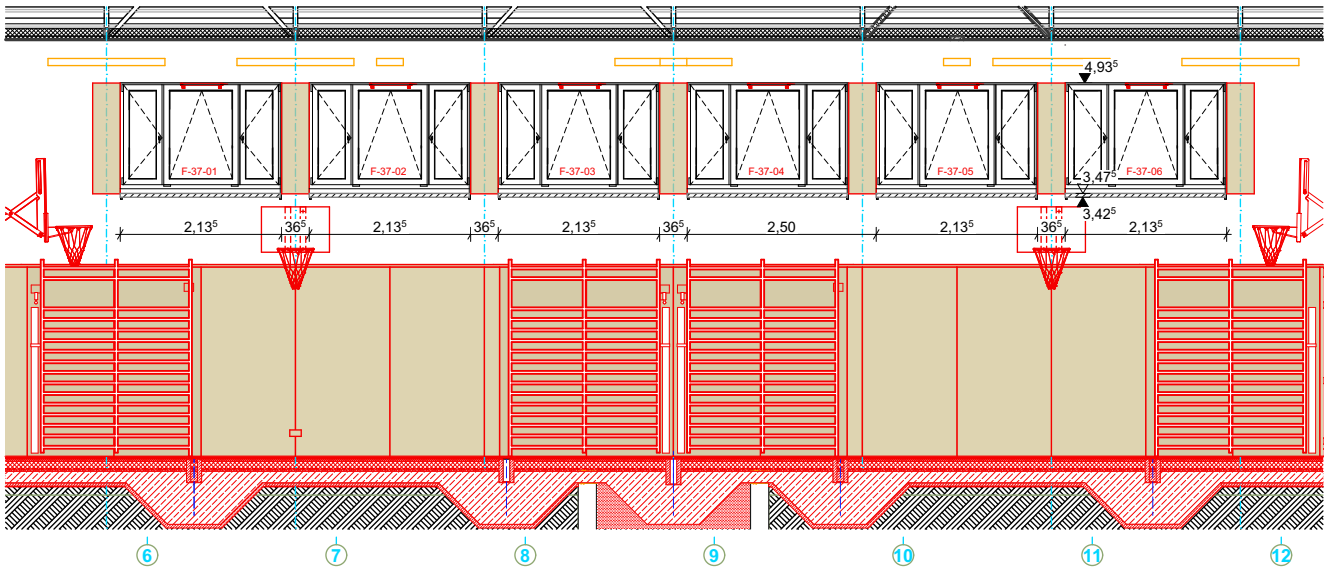 4,93⁵
F-37-01 F-37-02 F-37-03 F-37-04 F-37-05 F-37-06
3,47⁵
3,42⁵
2,13⁵ 36⁵ 2,13⁵ 36⁵ 2,13⁵ 36⁵ 2,50 2,13⁵ 36⁵ 2,13⁵
6 7 8 9 10 11 12